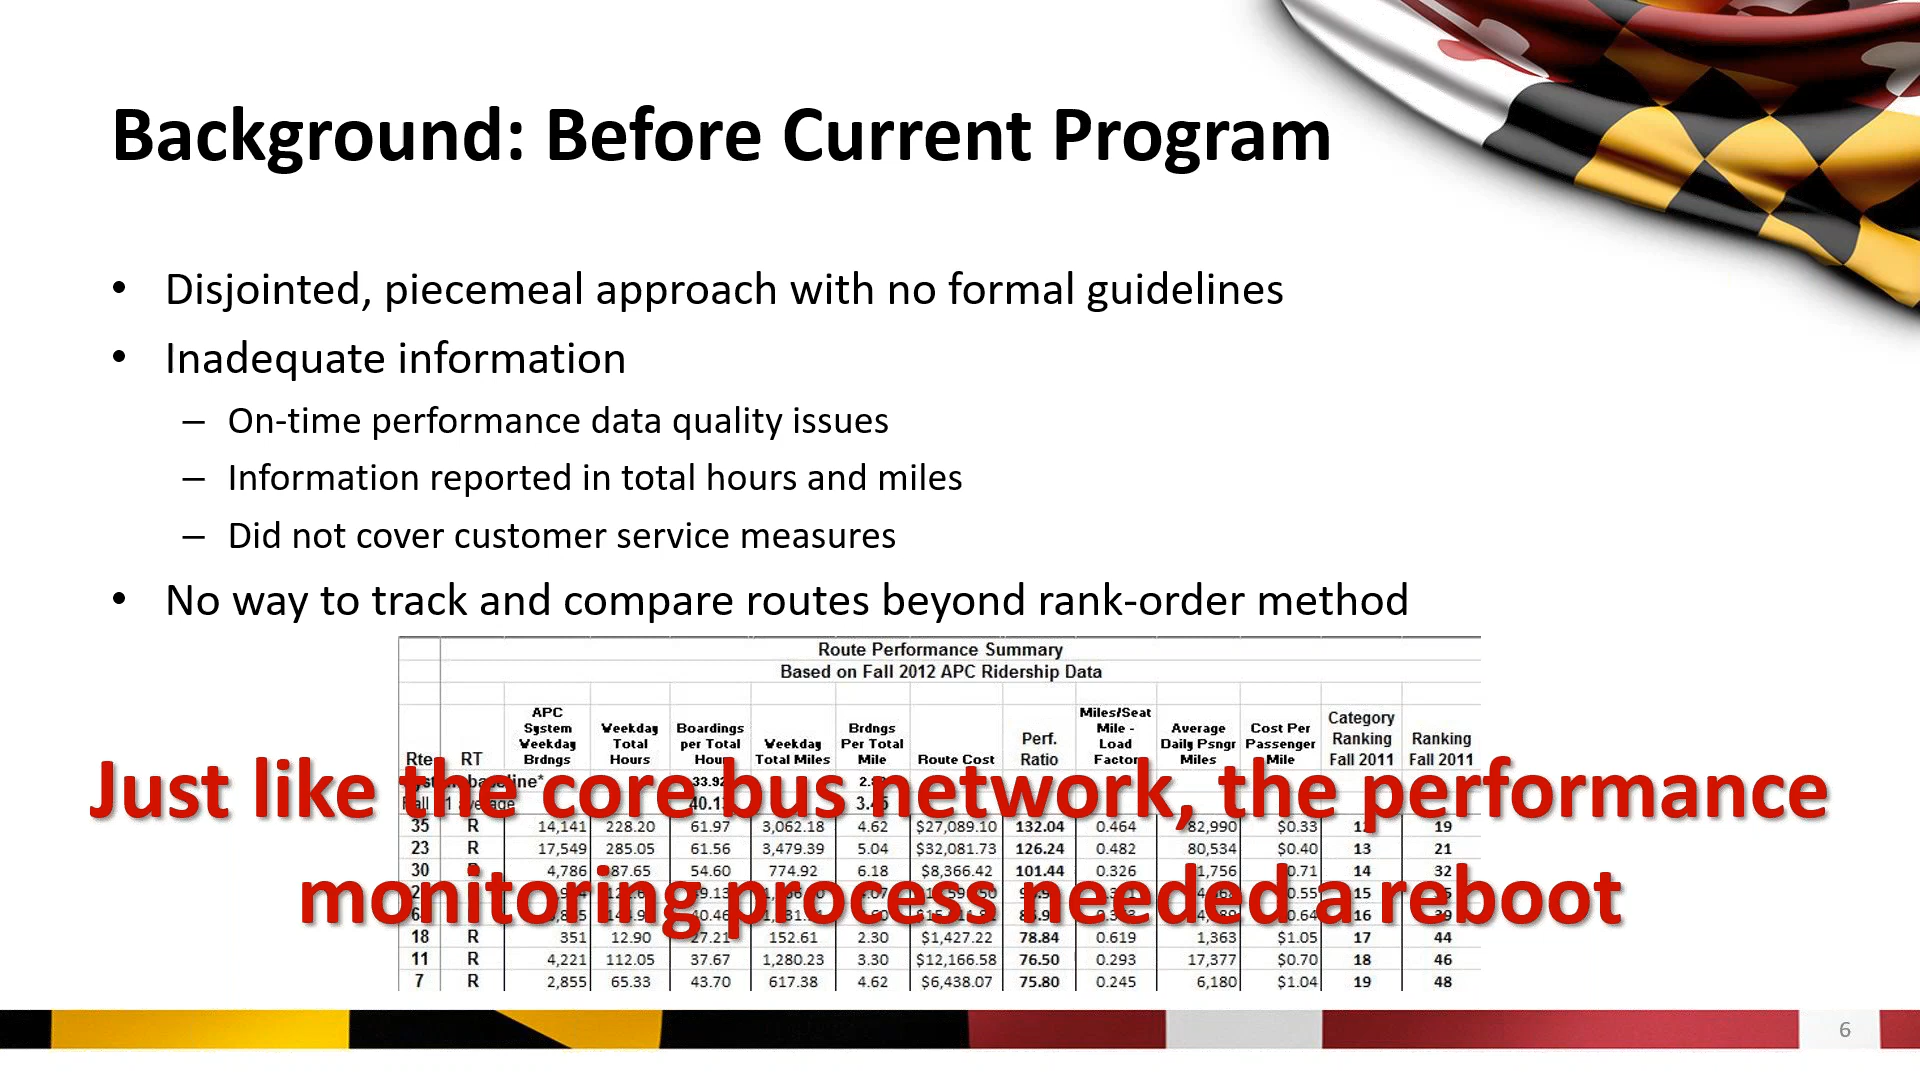 Background: Before Current Program
• Disjointed, piecemeal approach with no formal guidelines
• Inadequate information
– On-time performance data quality issues
– Information reported in total hours and miles
– Did not cover customer service measures
• No way to track and compare routes beyond rank-order method
Route Performance Summary
Based on Fall 2012 APC Ridership Data
Rte RT APC System Weekday Brdngs Weekday Total Hours Boardings per Total Hour Weekday Total Miles Brdngs Per Total Mile Route Cost Perf. Ratio Miles/Seat Mile - Load Factor Average Daily Psngr Miles Cost Per Passenger Mile Category Ranking Fall 2011 Ranking Fall 2011
Just like the core bus network, the performance
35 R 14,141 228.20 61.97 3,062.18 4.62 $27,089.10 132.04 0.464 82,990 $0.33 19
23 R 17,549 285.05 61.56 3,479.39 5.04 $32,081.73 126.24 0.482 80,534 $0.40 13 21
30 4,786 87.65 54.60 774.92 6.18 $8,366.42 101.44 0.326 14 32
monitoring process needed a reboot
18 R 351 12.90 27.21 152.61 2.30 $1,427.22 78.84 0.619 1,363 $1.05 17 44
11 R 4,221 112.05 37.67 1,280.23 3.30 $12,166.58 76.50 0.293 17,377 $0.70 18 46
7 R 2,855 65.33 43.70 617.38 4.62 $6,438.07 75.80 0.245 6,180 $1.04 19 48
6